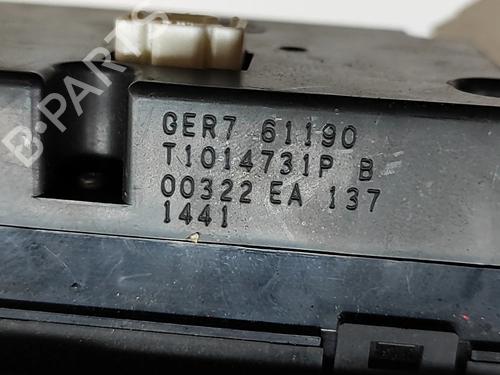 B-PARTS
GER7 61190
T1014731P B
00322 EA 137
1441